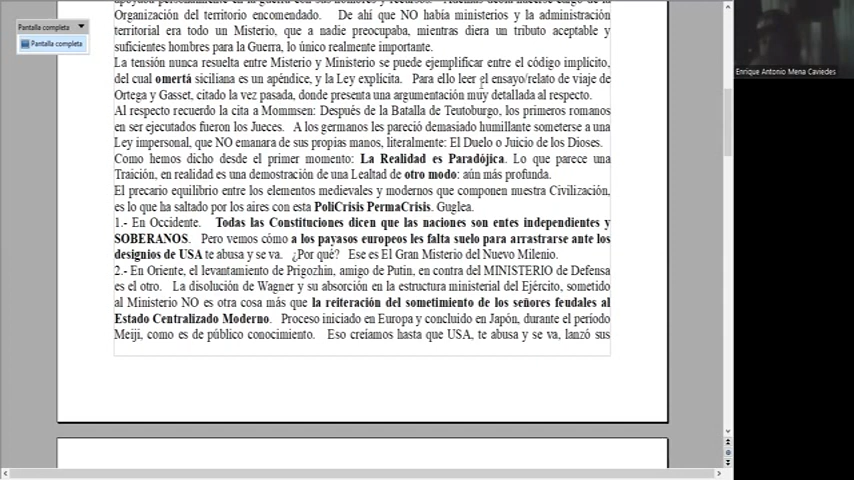 apoyaba personalmente en la guerra con sus hombres y recursos. Además debía hacerse cargo de la
Pantalla completa
Organización del territorio encomendado. De ahí que NO había ministerios y la administración
territorial era todo un Misterio, que a nadie preocupaba, mientras diera un tributo aceptable y
Pantalla completa
suficientes hombres para la Guerra, lo único realmente importante.
La tensión nunca resuelta entre Misterio y Ministerio se puede ejemplificar entre el código implícito,
del cual omertá siciliana es un apéndice, y la Ley explicita. Para ello leer el ensayo/relato de viaje de
Enrique Antonio Mena Caviedes
Ortega y Gasset, citado la vez pasada, donde presenta una argumentación muy detallada al respecto.
Al respecto recuerdo la cita a Mommsen: Después de la Batalla de Teutoburgo, los primeros romanos
en ser ejecutados fueron los Jueces. A los germanos les pareció demasiado humillante someterse a una
Ley impersonal, que NO emanara de sus propias manos, literalmente: El Duelo o Juicio de los Dioses.
Como hemos dicho desde el primer momento: La Realidad es Paradójica. Lo que parece una
Traición, en realidad es una demostración de una Lealtad de otro modo: aún más profunda.
El precario equilibrio entre los elementos medievales y modernos que componen nuestra Civilización,
es lo que ha saltado por los aires con esta PoliCrisis PermaCrisis. Guglea.
1.- En Occidente. Todas las Constituciones dicen que las naciones son entes independientes y
SOBERANOS. Pero vemos cómo a los payasos europeos les falta suelo para arrastrarse ante los
designios de USA te abusa y se va. ¿Por qué? Ese es El Gran Misterio del Nuevo Milenio.
2.- En Oriente, el levantamiento de Prigozhin, amigo de Putin, en contra del MINISTERIO de Defensa
es el otro. La disolución de Wagner y su absorción en la estructura ministerial del Ejército, sometido
al Ministerio NO es otra cosa más que la reiteración del sometimiento de los señores feudales al
Estado Centralizado Moderno. Proceso iniciado en Europa y concluido en Japón, durante el período
Meiji, como es de público conocimiento. Eso creíamos hasta que USA, te abusa y se va, lanzó sus